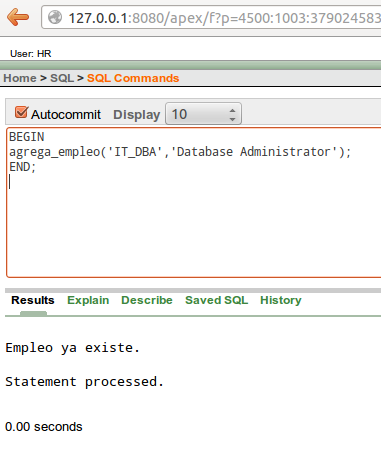 127.0.0.1:8080/apex/f?p=4500:1003:379024583
User: HR
Home > SQL > SQL Commands
Autocommit Display 10
BEGIN
agrega_empleo('IT_DBA','Database Administrator');
END;
Results Explain Describe Saved SQL History
Empleo ya existe.
Statement processed.
0.00 seconds